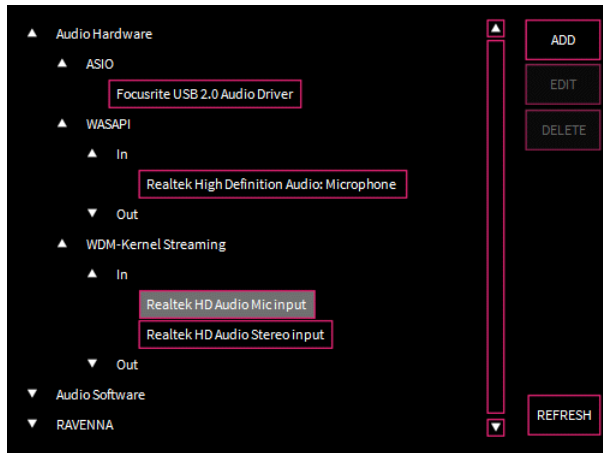 Audio Hardware
ADD
ASIO
EDIT
Focusrite USB 2.0 Audio Driver
WASAPI
DELETE
In
Realtek High Definition Audio: Microphone
Out
WDM-Kernel Streaming
In
Realtek HD Audio Mic input
Realtek HD Audio Stereo input
Out
Audio Software
RAVENNA
REFRESH